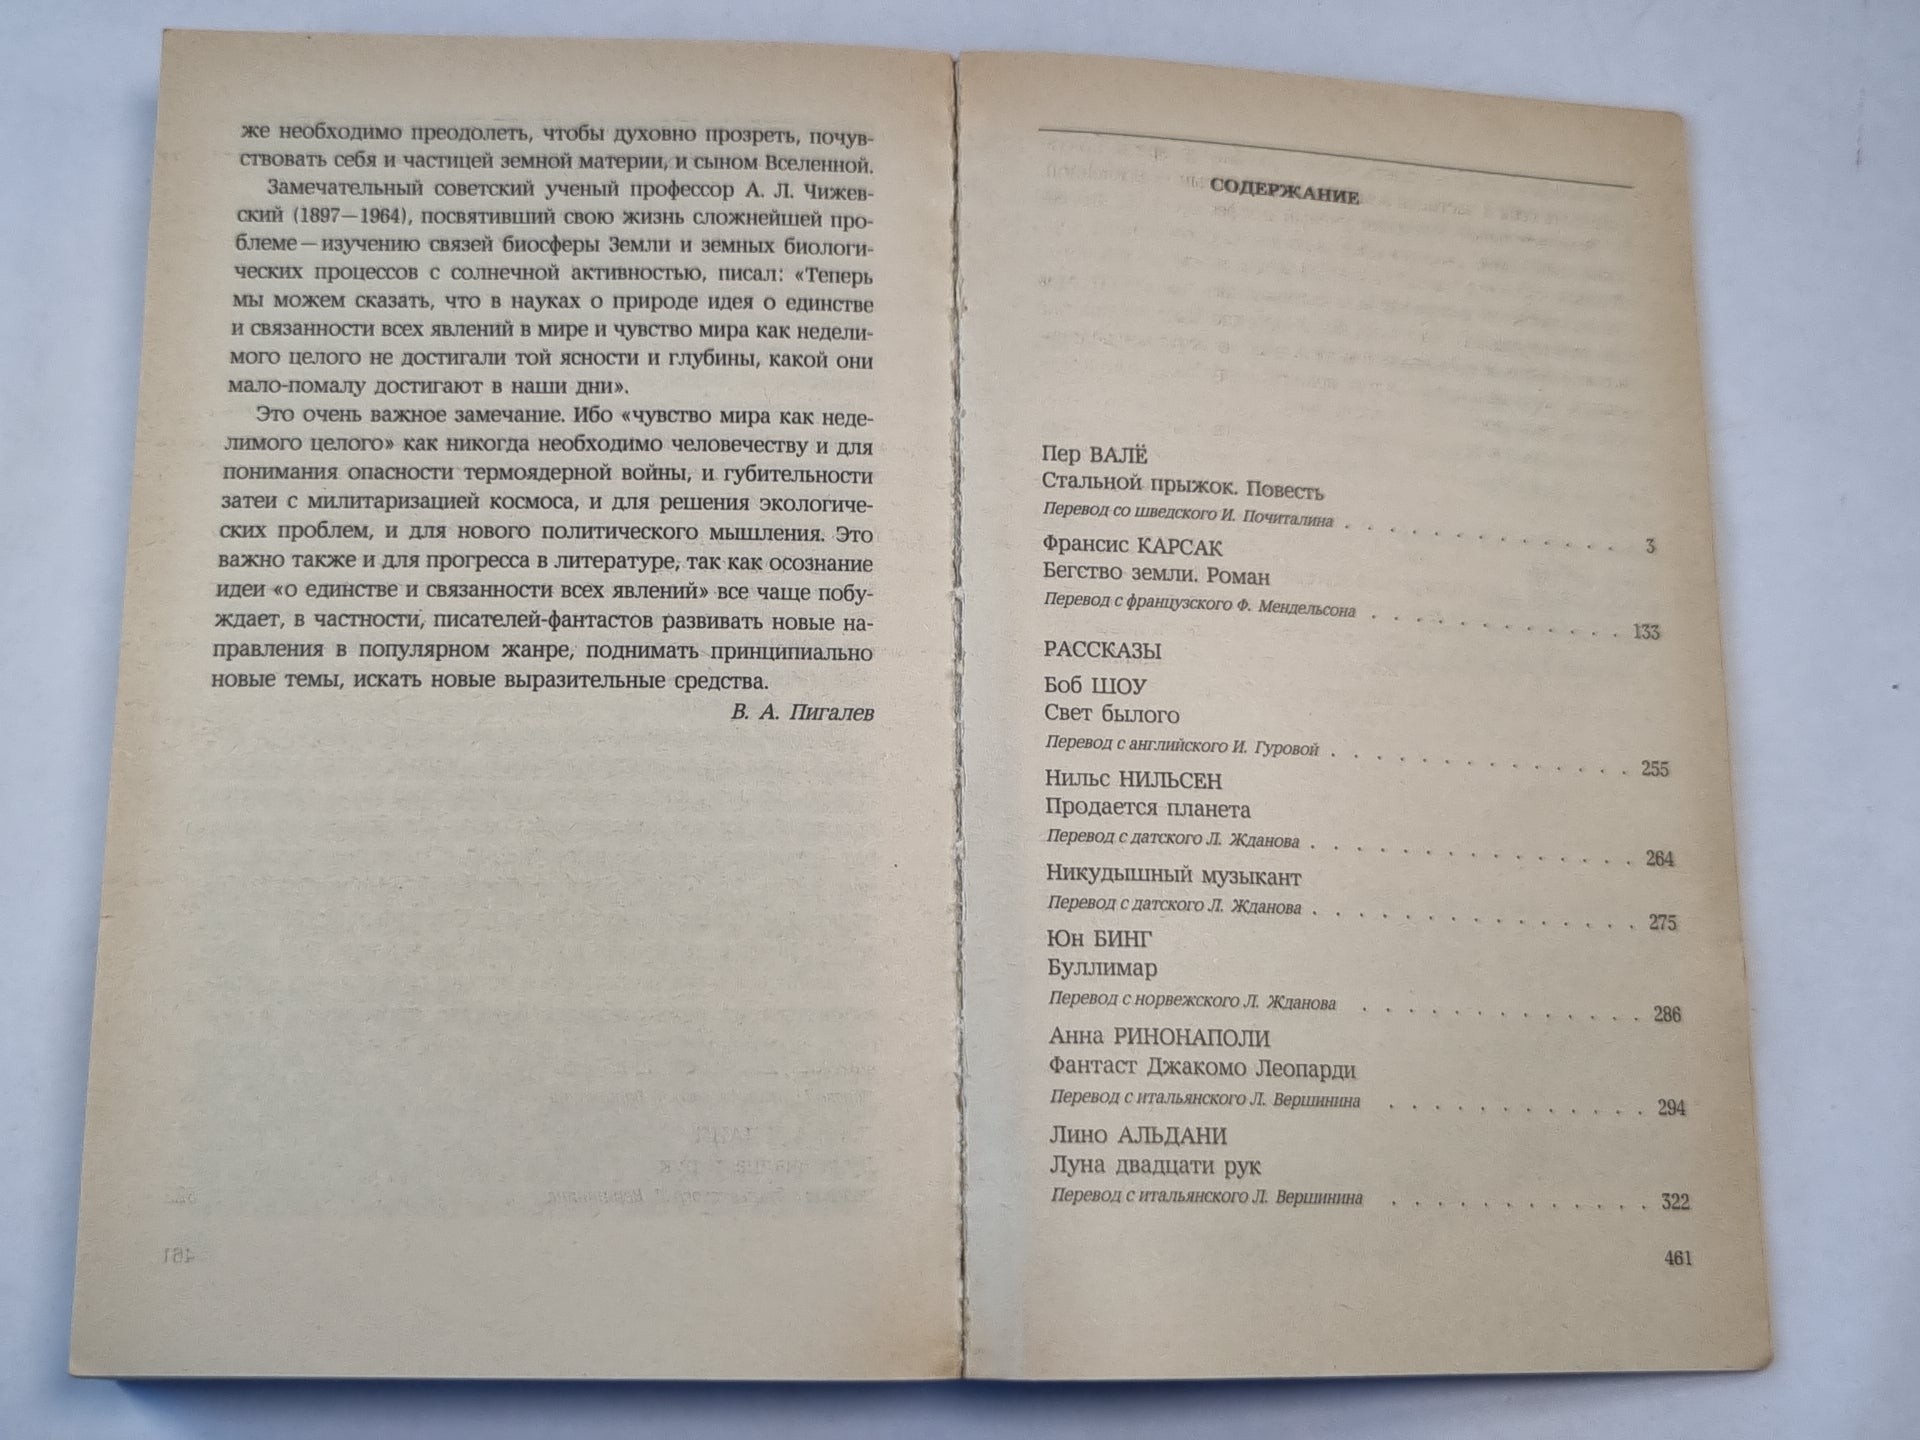 же необходимо преодолеть, чтобы духовно прозреть, почув-
ствовать себя и частицей земной материи, и сыном Вселенной.
Замечательный советский ученый профессор А. Л. Чижев-
ский (1897—1964), посвятивший свою жизнь сложнейшей про-
блеме — изучению связей биосферы Земли и земных биологи-
ческих процессов с солнечной активностью, писал: «Теперь
мы можем сказать, что в науках о природе идея о единстве
и связанности всех явлений в мире и чувство мира как недели-
мого целого не достигали той ясности и глубины, какой они
мало-помалу достигают в наши дни».
Это очень важное замечание. Ибо «чувство мира как неде-
лимого целого» как никогда необходимо человечеству и для
понимания опасности термоядерной войны, и губительности
затеи с милитаризацией космоса, и для решения экологиче-
ских проблем, и для нового политического мышления. Это
важно также и для прогресса в литературе, так как осознание
идеи «о единстве и связанности всех явлений» все чаще побу-
ждает, в частности, писателей-фантастов развивать новые на-
правления в популярном жанре, поднимать принципиально
новые темы, искать новые выразительные средства.
В. А. Пигалев
СОДЕРЖАНИЕ
Пер ВАЛЁ
Стальной прыжок. Повесть
Перевод со шведского И. Почиталина . . . . . . . . . . . . . 3
Франсис КАРСАК
Бегство земли. Роман
Перевод с французского Ф. Мендельсона . . . . . . . . . . . . 133
РАССКАЗЫ
Боб ШОУ
Свет былого
Перевод с английского И. Гуровой . . . . . . . . . . . . . 255
Нильс НИЛЬСЕН
Продается планета
Перевод с датского Л. Жданова . . . . . . . . . . . . . . 264
Никудышный музыкант
Перевод с датского Л. Жданова . . . . . . . . . . . . . . 275
Юн БИНГ
Буллимар
Перевод с норвежского Л. Жданова . . . . . . . . . . . . . 286
Анна РИНОНАПОЛИ
Фантаст Джакомо Леопарди
Перевод с итальянского Л. Вершинина . . . . . . . . . . . . 294
Лино АЛЬДАНИ
Луна двадцати рук
Перевод с итальянского Л. Вершинина . . . . . . . . . . . . 322
461